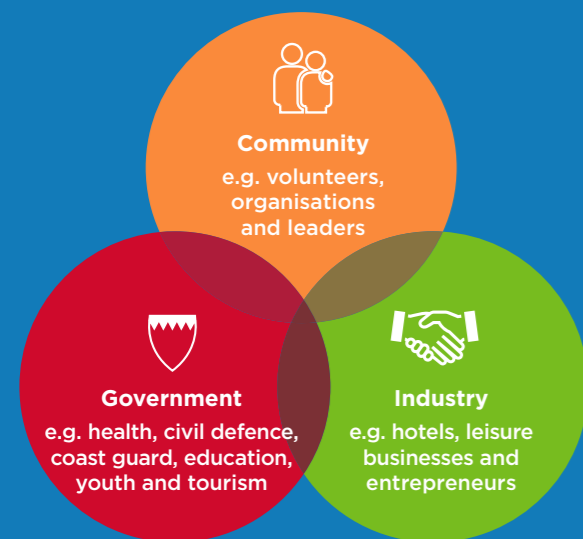 Community
e.g. volunteers,
organisations
and leaders
Government
e.g. health, civil defence,
coast guard, education,
youth and tourism
Industry
e.g. hotels, leisure
businesses and
entrepreneurs